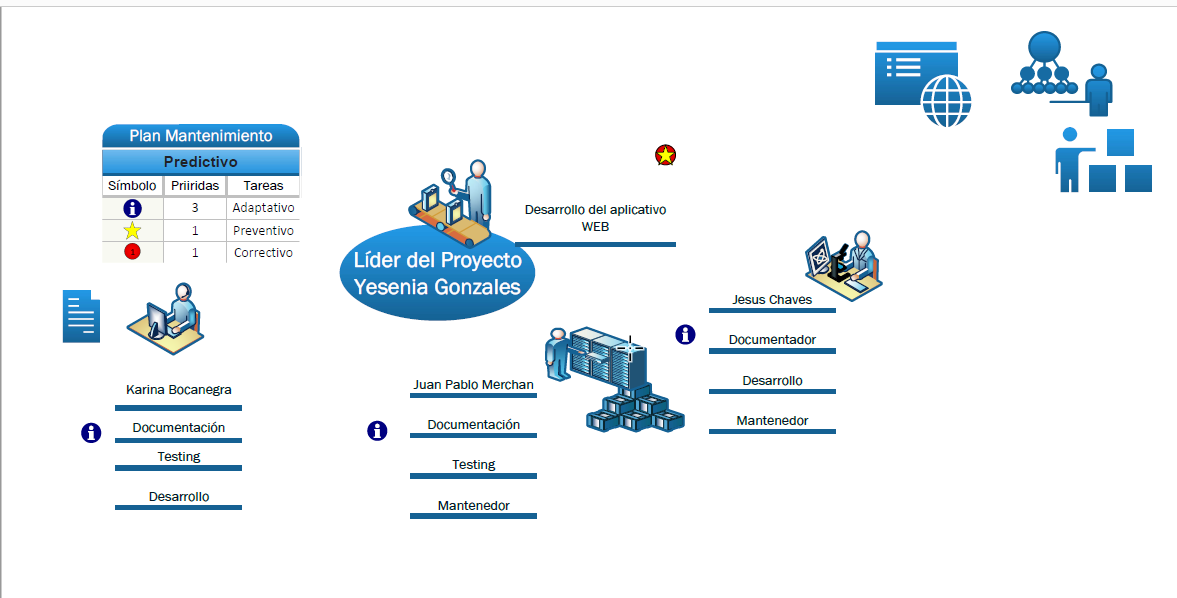 Plan Mantenimiento
Predictivo
Símbolo Priiridas Tareas
3 Adaptativo
1 Preventivo
1 Correctivo
Líder del Proyecto
Yesenia Gonzales
Desarrollo del aplicativo
WEB
Karina Bocanegra
Documentación
Testing
Desarrollo
Juan Pablo Merchan
Documentación
Testing
Mantenedor
Jesus Chaves
Documentador
Desarrollo
Mantenedor